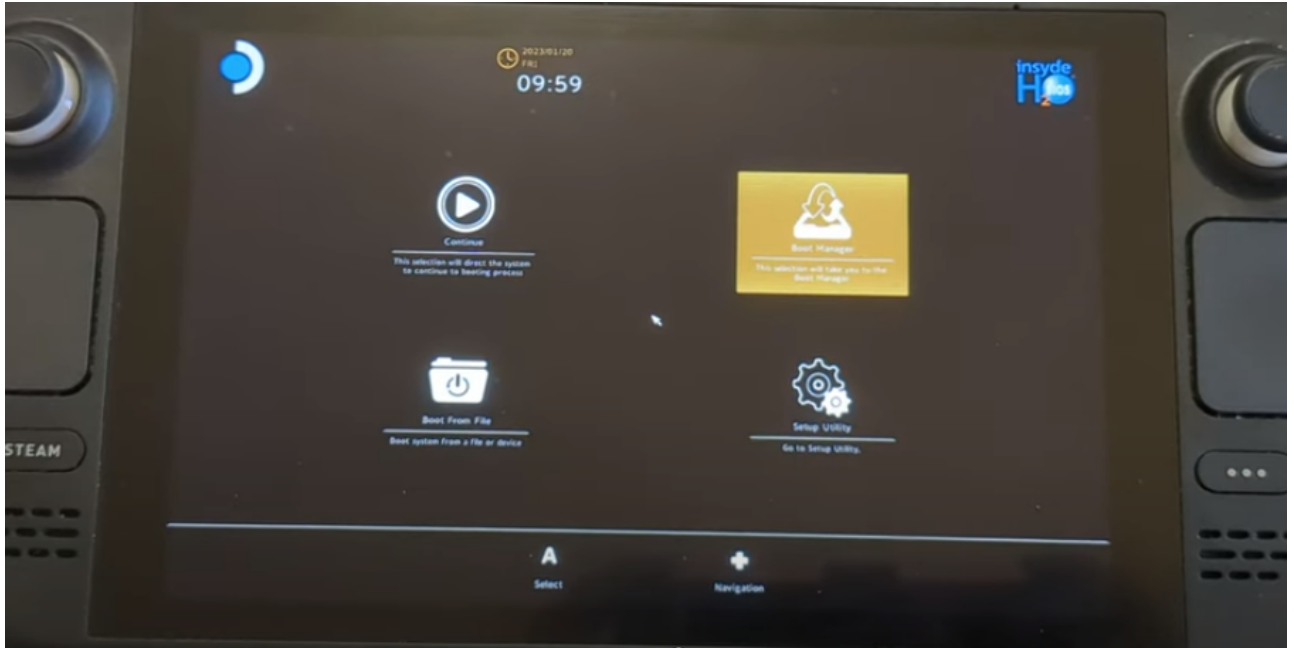 2023/01/20
FRI
09:59
insyde
H2O
bios
Continue
This selection will direct the system
to continue to booting process
Boot Manager
This selection will take you to the
Boot Manager
Boot From File
Boot system from a file or device
Setup Utility
Go to Setup Utility.
STEAM
A
Select
Navigation